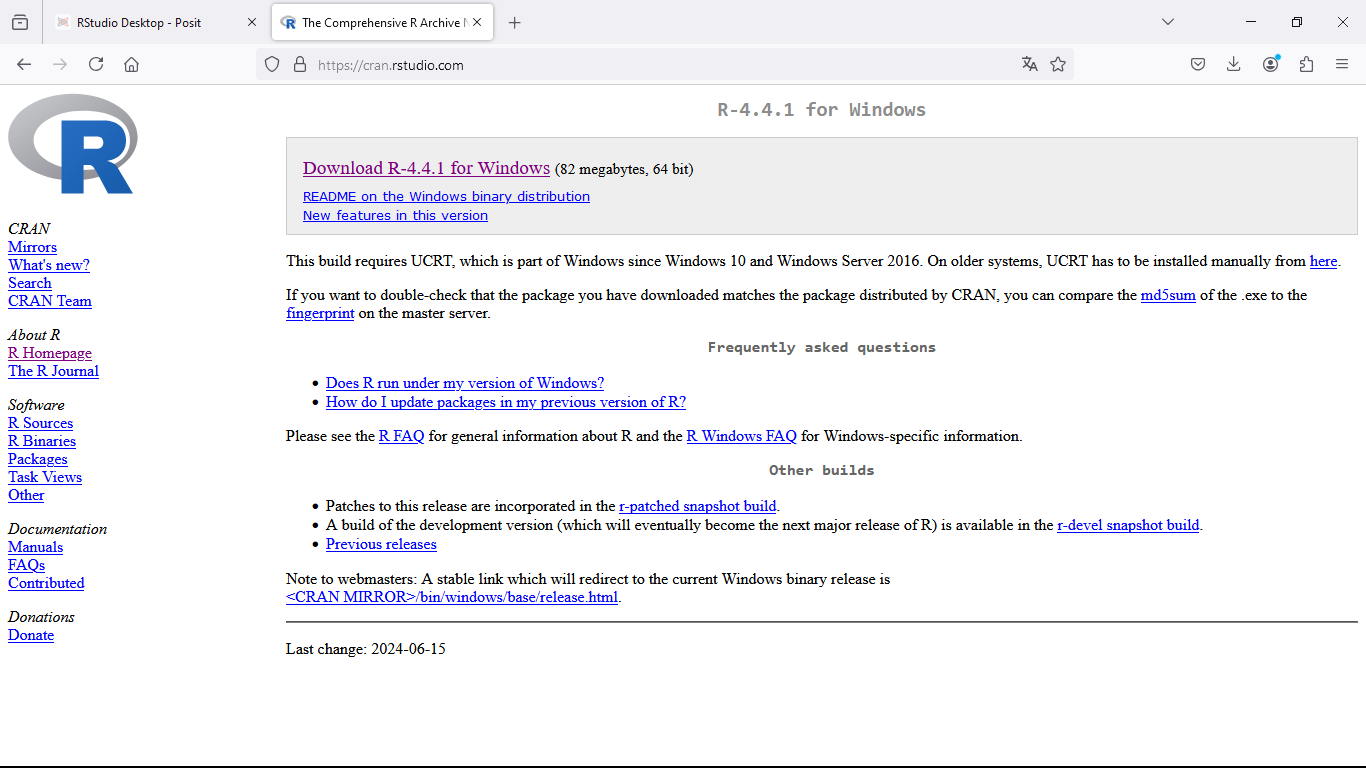 RStudio Desktop - Posit
The Comprehensive R Archive N
https://cran.rstudio.com
R
R-4.4.1 for Windows
Download R-4.4.1 for Windows (82 megabytes, 64 bit)
README on the Windows binary distribution
New features in this version
CRAN
Mirrors
What's new?
Search
CRAN Team
About R
R Homepage
The R Journal
Software
R Sources
R Binaries
Packages
Task Views
Other
Documentation
Manuals
FAQs
Contributed
Donations
Donate
This build requires UCRT, which is part of Windows since Windows 10 and Windows Server 2016. On older systems, UCRT has to be installed manually from here.
If you want to double-check that the package you have downloaded matches the package distributed by CRAN, you can compare the md5sum of the .exe to the
fingerprint on the master server.
Frequently asked questions
Does R run under my version of Windows?
How do I update packages in my previous version of R?
Please see the R FAQ for general information about R and the R Windows FAQ for Windows-specific information.
Other builds
Patches to this release are incorporated in the r-patched snapshot build.
A build of the development version (which will eventually become the next major release of R) is available in the r-devel snapshot build.
Previous releases
Note to webmasters: A stable link which will redirect to the current Windows binary release is
<CRAN MIRROR>/bin/windows/base/release.html.
Last change: 2024-06-15